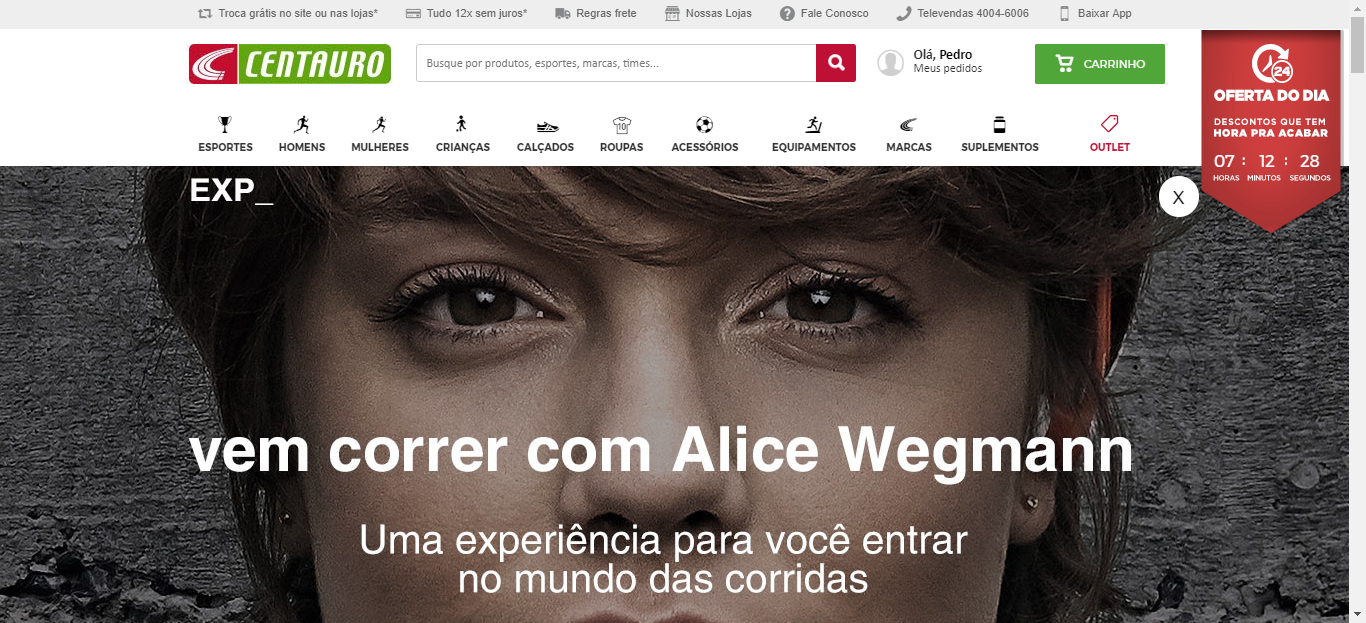 Troca grátis no site ou nas lojas*
Tudo 12x sem juros*
Regras frete
Nossas Lojas
Fale Conosco
Televendas 4004-6006
Baixar App
CENTAURO
Busque por produtos, esportes, marcas, times...
Olá, Pedro
Meus pedidos
CARRINHO
24
OFERTA DO DIA
DESCONTOS QUE TEM
HORA PRA ACABAR
07 : 12 : 28
HORAS MINUTOS SEGUNDOS
10
ESPORTES
HOMENS
MULHERES
CRIANÇAS
CALÇADOS
ROUPAS
ACESSÓRIOS
EQUIPAMENTOS
MARCAS
SUPLEMENTOS
OUTLET
EXP_
X
vem correr com Alice Wegmann
Uma experiência para você entrar
no mundo das corridas